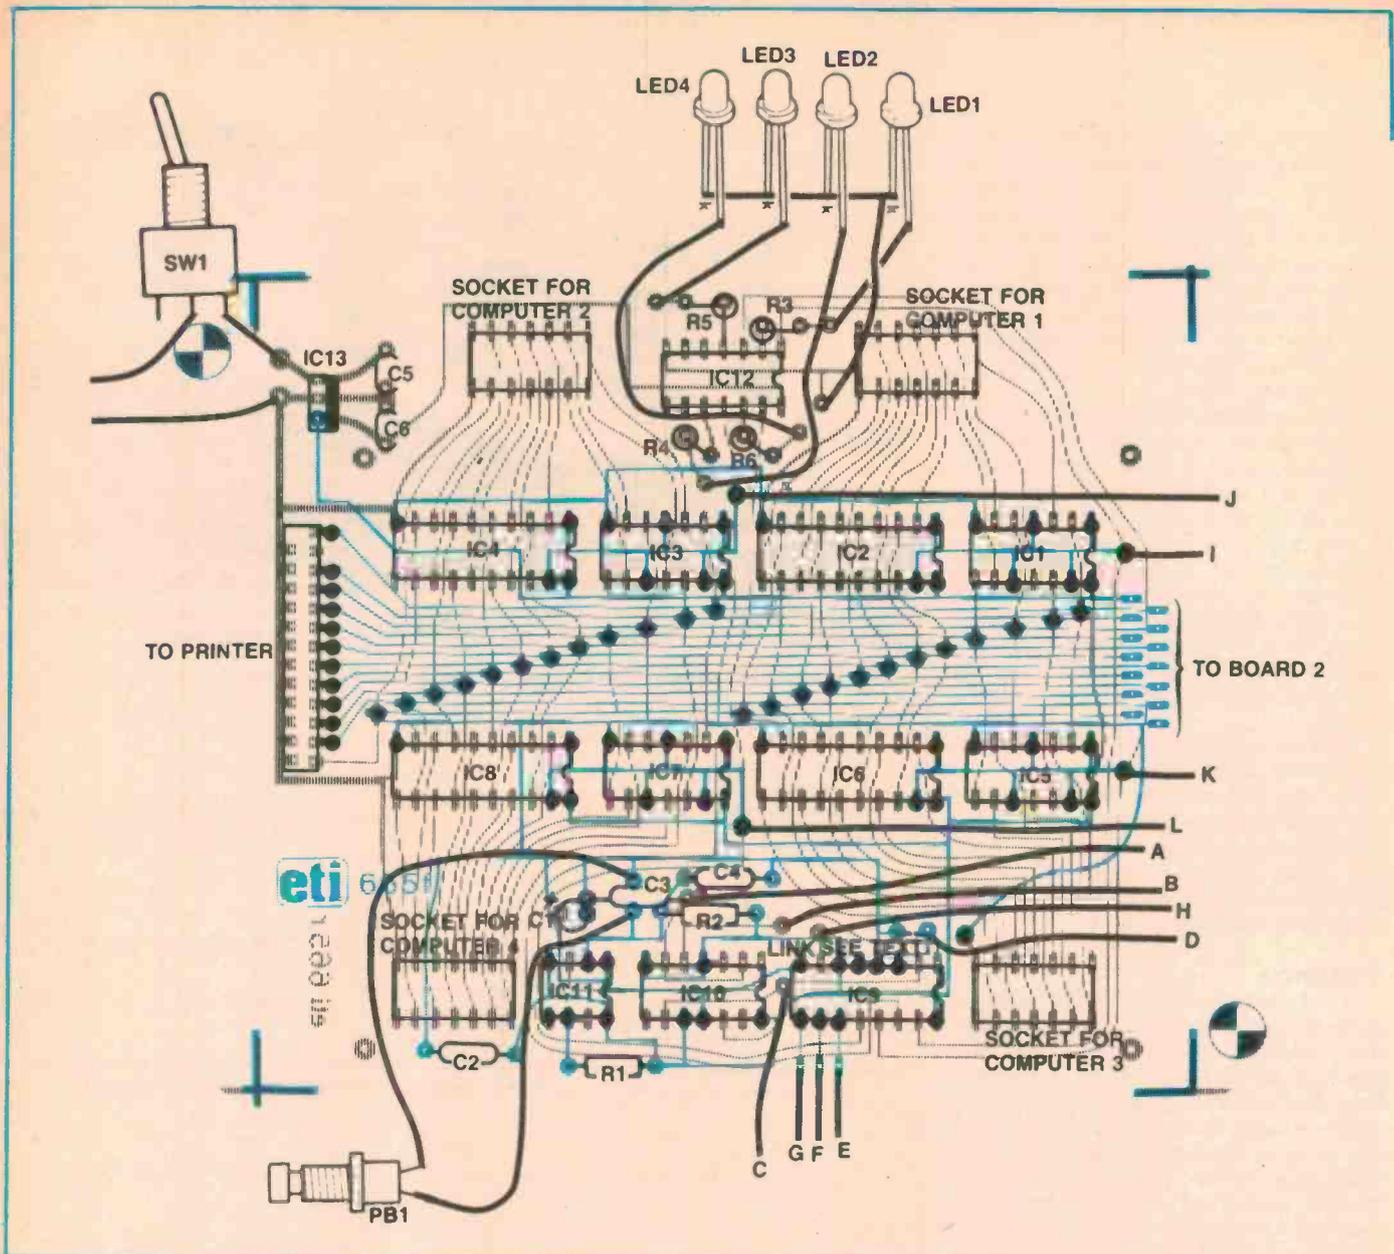 LED3
LED2
LED4
LED1
SW1
SOCKET FOR
COMPUTER 2
SOCKET FOR
COMPUTER 1
R3
R5
IC13
C5
IC12
C6
R4
R6
J
IC4
IC3
IC2
IC1
I
TO PRINTER
TO BOARD 2
IC8
IC7
IC6
IC5
K
L
A
C4
eti
C3
B
SOCKET FOR
COMPUTER 4
R2
H
LINK SEE TEXT
D
IC11
IC10
IC9
SOCKET FOR
COMPUTER 3
C2
R1
C
G F E
PB1